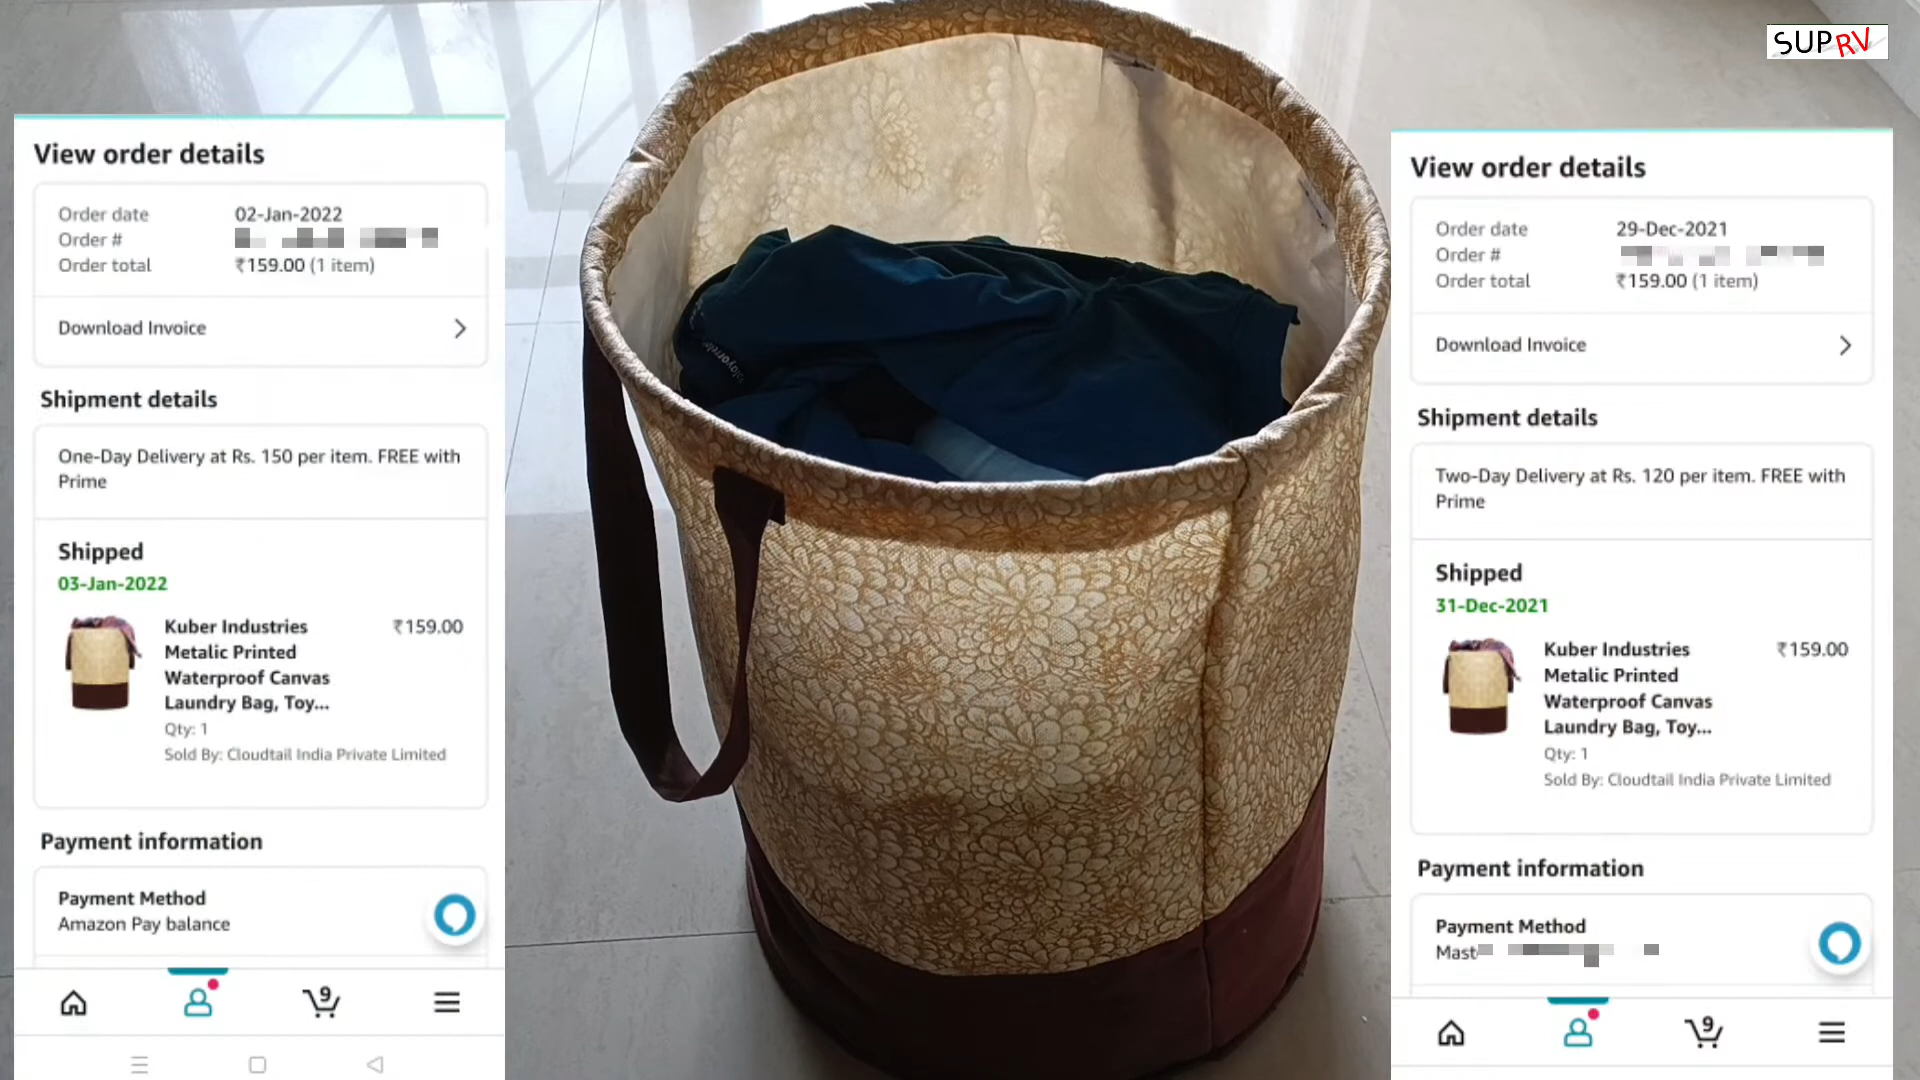 SUPRV
View order details
Order date 02-Jan-2022
Order #
Order total ₹159.00 (1 item)
Download Invoice
Shipment details
One-Day Delivery at Rs. 150 per item. FREE with
Prime
Shipped
03-Jan-2022
Kuber Industries ₹159.00
Metalic Printed
Waterproof Canvas
Laundry Bag, Toy...
Qty: 1
Sold By: Cloudtail India Private Limited
Payment information
Payment Method
Amazon Pay balance
9
View order details
Order date 29-Dec-2021
Order #
Order total ₹159.00 (1 item)
Download Invoice
Shipment details
Two-Day Delivery at Rs. 120 per item. FREE with
Prime
Shipped
31-Dec-2021
Kuber Industries ₹159.00
Metalic Printed
Waterproof Canvas
Laundry Bag, Toy...
Qty: 1
Sold By: Cloudtail India Private Limited
Payment information
Payment Method
Mast
9